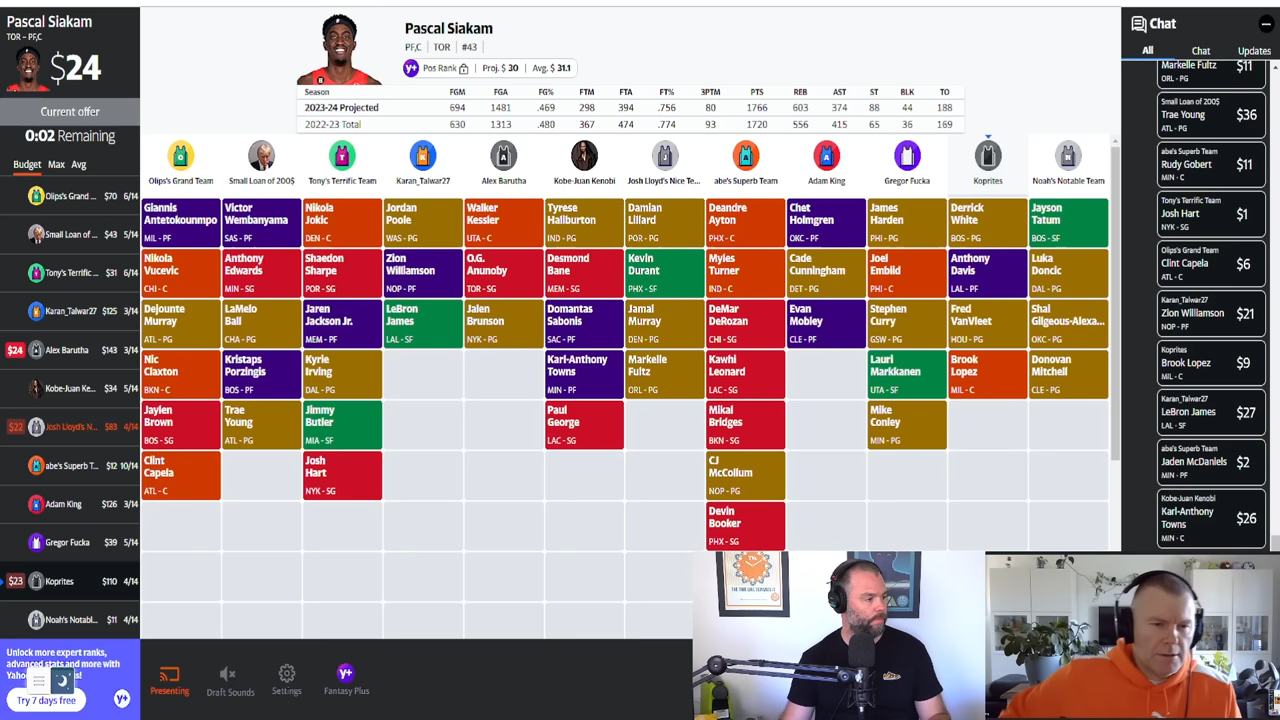 Pascal Siakam
TOR – PF,C
$24
Current offer
0:02 Remaining
Budget Max Avg
Olips's Grand ... $70 6/14
Small Loan of ... $43 5/14
Tony's Terrific ... $31 6/14
Karan_Talwar27 $125 3/14
$24 Alex Barutha $143 3/14
Kobe-Juan Ke... $34 5/14
$22 Josh Lloyd's N... $83 4/14
abe's Superb T... $12 10/14
Adam King $126 3/14
Gregor Fucka $39 5/14
$23 Koprites $110 4/14
Noah's Notabl... $11 4/14
Unlock more expert ranks,
advanced stats and more with
Try 7 days free
y+
Pascal Siakam
PF,C TOR #43
y+ Pos Rank Proj. $ 30 Avg. $ 31.1
Season FGM FGA FG% FTM FTA FT% 3PTM PTS REB AST ST BLK TO
2023-24 Projected 694 1481 .469 298 394 .756 80 1766 603 374 88 44 188
2022-23 Total 630 1313 .480 367 474 .774 93 1720 556 415 65 36 169
Olips's Grand Team Small Loan of 200$ Tony's Terrific Team Karan_Talwar27 Alex Barutha Kobe-Juan Kenobi Josh Lloyd's Nice Te... abe's Superb Team Adam King Gregor Fucka Koprites Noah's Notable Team
Giannis Victor Nikola Jordan Walker Tyrese Damian Deandre Chet James Derrick Jayson
Antetokounmpo Wembanyama Jokic Poole Kessler Haliburton Lillard Ayton Holmgren Harden White Tatum
MIL - PF SAS - PF DEN - C WAS - PG UTA - C IND - PG POR - PG PHX - C OKC - PF PHI - PG BOS - PG BOS - SF
Nikola Anthony Shaedon Zion O.G. Desmond Kevin Myles Cade Joel Anthony Luka
Vucevic Edwards Sharpe Williamson Anunoby Bane Durant Turner Cunningham Embiid Davis Doncic
CHI - C MIN - SG POR - SG NOP - PF TOR - SG MEM - SG PHX - SF IND - C DET - PG PHI - C LAL - PF DAL - PG
Dejounte LaMelo Jaren LeBron Jalen Domantas Jamal DeMar Evan Stephen Fred Shai
Murray Ball Jackson Jr. James Brunson Sabonis Murray DeRozan Mobley Curry VanVleet Gilgeous-Alexa...
ATL - PG CHA - PG MEM - PF LAL - SF NYK - PG SAC - PF DEN - PG CHI - SG CLE - PF GSW - PG HOU - PG OKC - PG
Nic Kristaps Kyrie Karl-Anthony Markelle Kawhi Lauri Brook Donovan
Claxton Porzingis Irving Towns Fultz Leonard Markkanen Lopez Mitchell
BKN - C BOS - PF DAL - PG MIN - PF ORL - PG LAC - SG UTA - SF MIL - C CLE - PG
Jaylen Trae Jimmy Paul Mikal Mike
Brown Young Butler George Bridges Conley
BOS - SG ATL - PG MIA - SF LAC - SG BKN - SG MIN - PG
Clint Josh CJ
Capela Hart McCollum
ATL - C NYK - SG NOP - PG
Devin
Booker
PHX - SG
Presenting Draft Sounds Settings Fantasy Plus
Chat
All Chat Updates
Markelle Fultz $11
ORL - PG
Small Loan of 200$
Trae Young $36
ATL - PG
abe's Superb Team
Rudy Gobert $11
MIN - C
Tony's Terrific Team
Josh Hart $1
NYK - SG
Olips's Grand Team
Clint Capela $6
ATL - C
Karan_Talwar27
Zion Williamson $21
NOP - PF
Koprites
Brook Lopez $9
MIL - C
Karan_Talwar27
LeBron James $27
LAL - SF
abe's Superb Team
Jaden McDaniels $2
MIN - PF
Kobe-Juan Kenobi
Karl-Anthony
Towns $26
MIN - C